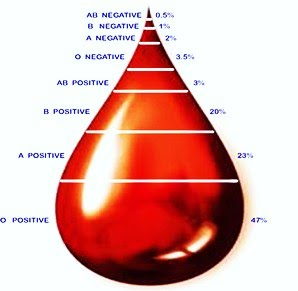 AB NEGATIVE 0.5%
B NEGATIVE 1%
A NEGATIVE 2%
O NEGATIVE 3.5%
AB POSITIVE 3%
B POSITIVE 20%
A POSITIVE 23%
O POSITIVE 47%